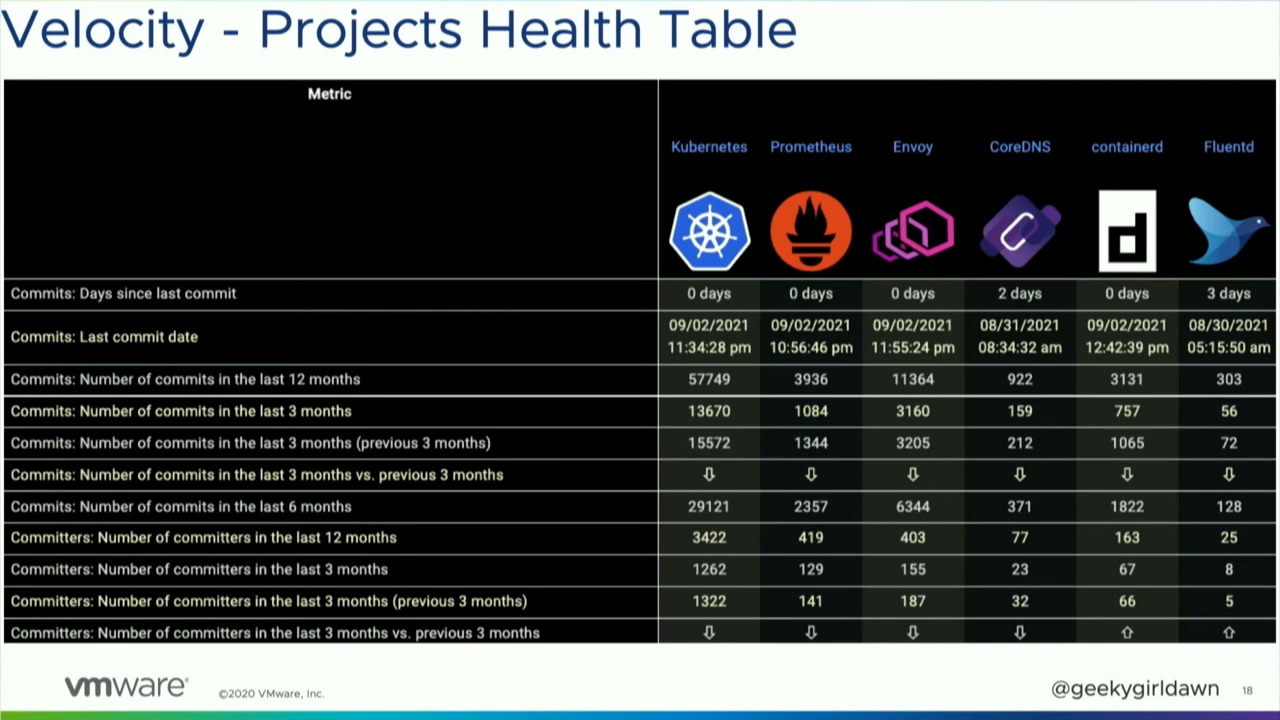 Velocity - Projects Health Table
Metric
Kubernetes Prometheus Envoy CoreDNS containerd Fluentd
d
Commits: Days since last commit 0 days 0 days 0 days 2 days 0 days 3 days
Commits: Last commit date 09/02/2021 11:34:28 pm 09/02/2021 10:56:46 pm 09/02/2021 11:55:24 pm 08/31/2021 08:34:32 am 09/02/2021 12:42:39 pm 08/30/2021 05:15:50 am
Commits: Number of commits in the last 12 months 57749 3936 11364 922 3131 303
Commits: Number of commits in the last 3 months 13670 1084 3160 159 757 56
Commits: Number of commits in the last 3 months (previous 3 months) 15572 1344 3205 212 1065 72
Commits: Number of commits in the last 3 months vs. previous 3 months ⇩ ⇩ ⇩ ⇩ ⇩ ⇩
Commits: Number of commits in the last 6 months 29121 2357 6344 371 1822 128
Committers: Number of committers in the last 12 months 3422 419 403 77 163 25
Committers: Number of committers in the last 3 months 1262 129 155 23 67 8
Committers: Number of committers in the last 3 months (previous 3 months) 1322 141 187 32 66 5
Committers: Number of committers in the last 3 months vs. previous 3 months ⇩ ⇩ ⇩ ⇩ ⇧ ⇧
vmware® ©2020 VMware, Inc. @geekygirldawn 18